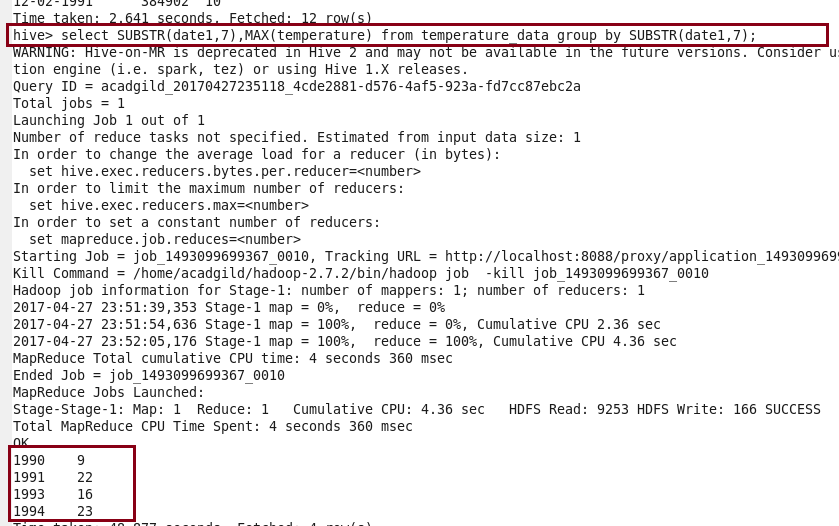 12-02-1991 384902 10
Time taken: 2.641 seconds. Fetched: 12 row(s)
hive> select SUBSTR(date1,7),MAX(temperature) from temperature_data group by SUBSTR(date1,7);
WARNING: Hive-on-MR is deprecated in Hive 2 and may not be available in the future versions. Consider us
tion engine (i.e. spark, tez) or using Hive 1.X releases.
Query ID = acadgild_20170427235118_4cde2881-d576-4af5-923a-fd7cc87ebc2a
Total jobs = 1
Launching Job 1 out of 1
Number of reduce tasks not specified. Estimated from input data size: 1
In order to change the average load for a reducer (in bytes):
  set hive.exec.reducers.bytes.per.reducer=<number>
In order to limit the maximum number of reducers:
  set hive.exec.reducers.max=<number>
In order to set a constant number of reducers:
  set mapreduce.job.reduces=<number>
Starting Job = job_1493099699367_0010, Tracking URL = http://localhost:8088/proxy/application_1493099699
Kill Command = /home/acadgild/hadoop-2.7.2/bin/hadoop job  -kill job_1493099699367_0010
Hadoop job information for Stage-1: number of mappers: 1; number of reducers: 1
2017-04-27 23:51:39,353 Stage-1 map = 0%,  reduce = 0%
2017-04-27 23:51:54,636 Stage-1 map = 100%,  reduce = 0%, Cumulative CPU 2.36 sec
2017-04-27 23:52:05,176 Stage-1 map = 100%,  reduce = 100%, Cumulative CPU 4.36 sec
MapReduce Total cumulative CPU time: 4 seconds 360 msec
Ended Job = job_1493099699367_0010
MapReduce Jobs Launched:
Stage-Stage-1: Map: 1  Reduce: 1   Cumulative CPU: 4.36 sec   HDFS Read: 9253 HDFS Write: 166 SUCCESS
Total MapReduce CPU Time Spent: 4 seconds 360 msec
OK
1990 9
1991 22
1993 16
1994 23
Time taken: 48.077 seconds. Fetched: 4 row(s)